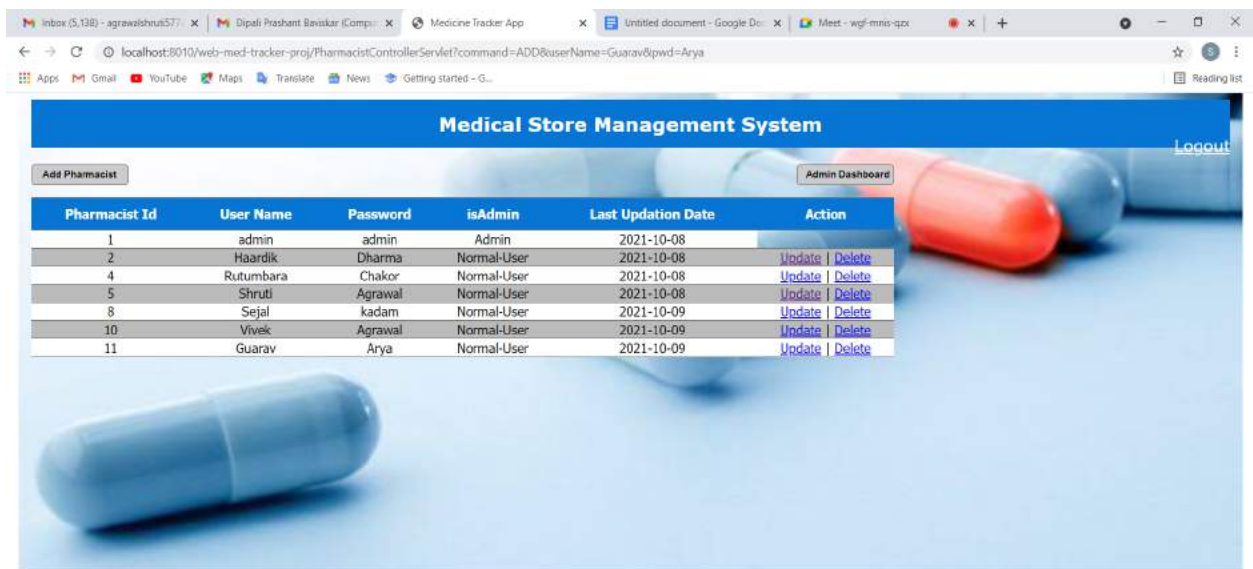 Inbox (5,138) - agrawalshruti577 Dipali Prashant Baviskar (Comput Medicine Tracker App Untitled document - Google Do Meet - wgf-mnis-qzx
localhost:8010/web-med-tracker-proj/PharmacistControllerServlet?command=ADD&userName=Guarav&pwd=Arya S
Apps Gmail YouTube Maps Translate News Getting started - G... Reading list
Medical Store Management System
Logout
Add Pharmacist Admin Dashboard
Pharmacist Id User Name Password isAdmin Last Updation Date Action
1 admin admin Admin 2021-10-08
2 Haardik Dharma Normal-User 2021-10-08 Update | Delete
4 Rutumbara Chakor Normal-User 2021-10-08 Update | Delete
5 Shruti Agrawal Normal-User 2021-10-08 Update | Delete
8 Sejal kadam Normal-User 2021-10-09 Update | Delete
10 Vivek Agrawal Normal-User 2021-10-09 Update | Delete
11 Guarav Arya Normal-User 2021-10-09 Update | Delete